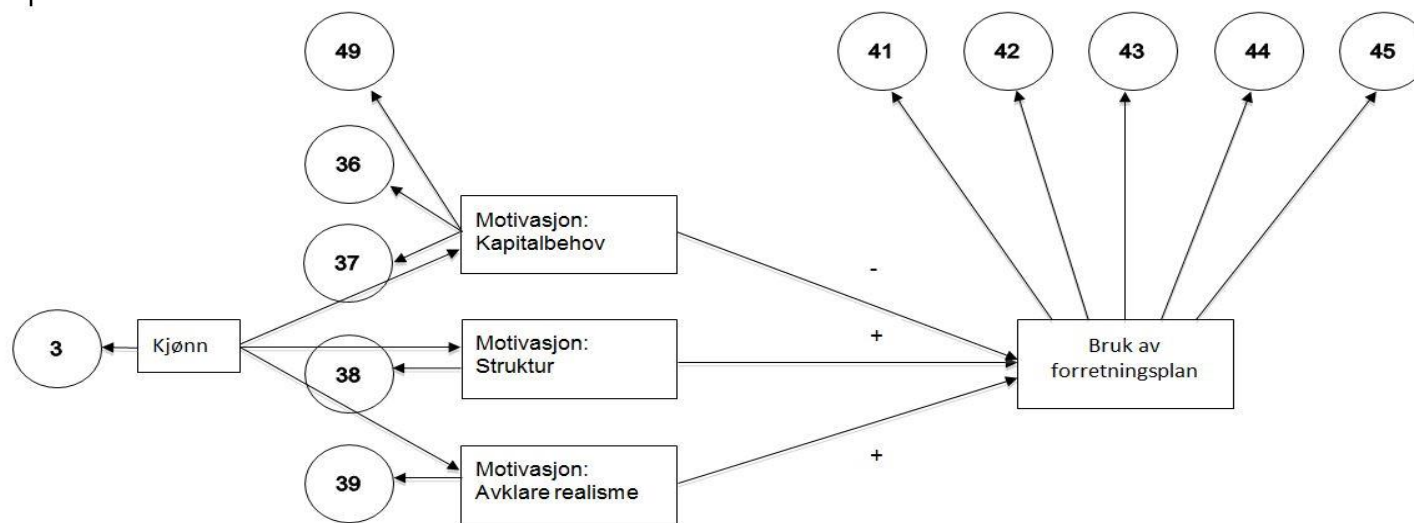 49
41
42
43
44
45
36
Motivasjon:
Kapitalbehov
37
-
3
Kjønn
Motivasjon:
Struktur
38
+
Bruk av
forretningsplan
Motivasjon:
Avklare realisme
39
+